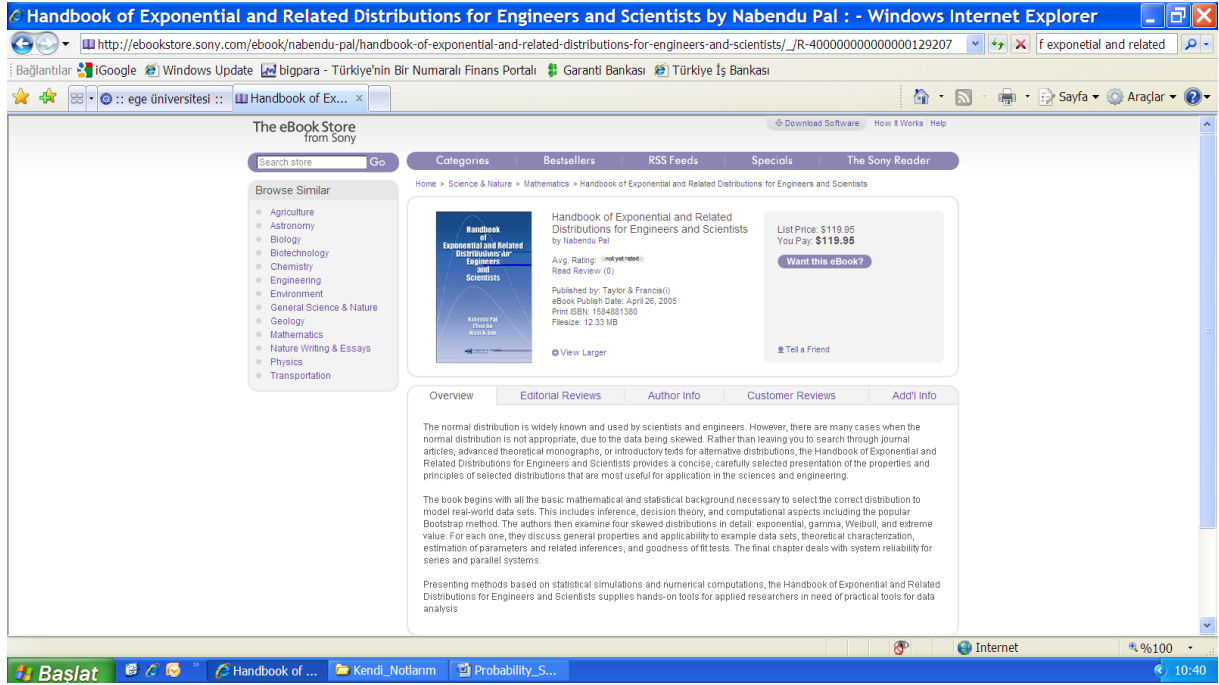 Handbook of Exponential and Related Distributions for Engineers and Scientists by Nabendu Pal : - Windows Internet Explorer
http://ebookstore.sony.com/ebook/nabendu-pal/handbook-of-exponential-and-related-distributions-for-engineers-and-scientists/_/R-400000000000000129207
f exponetial and related
Bağlantılar iGoogle Windows Update bigpara - Türkiye'nin Bir Numaralı Finans Portalı Garanti Bankası Türkiye İş Bankası
:: ege üniversitesi :: Handbook of Ex... x
Sayfa Araçlar
The eBook Store
from Sony
Download Software How it Works Help
Search store Go
Categories Bestsellers RSS Feeds Specials The Sony Reader
Home > Science & Nature > Mathematics > Handbook of Exponential and Related Distributions for Engineers and Scientists
Browse Similar
Agriculture
Astronomy
Biology
Biotechnology
Chemistry
Engineering
Environment
General Science & Nature
Geology
Mathematics
Nature Writing & Essays
Physics
Transportation
Handbook
of
Exponential and Related
Distributions for
Engineers
and
Scientists
Nabendu Pal
Handbook of Exponential and Related
Distributions for Engineers and Scientists
by Nabendu Pal
Avg. Rating: not yet rated
Read Review (0)
Published by: Taylor & Francis(i)
eBook Publish Date: April 26, 2005
Print ISBN: 1584881380
Filesize: 12.33 MB
View Larger
List Price: $119.95
You Pay: $119.95
Want this eBook?
Tell a Friend
Overview Editorial Reviews Author Info Customer Reviews Add'l Info
The normal distribution is widely known and used by scientists and engineers. However, there are many cases when the
normal distribution is not appropriate, due to the data being skewed. Rather than leaving you to search through journal
articles, advanced theoretical monographs, or introductory texts for alternative distributions, the Handbook of Exponential and
Related Distributions for Engineers and Scientists provides a concise, carefully selected presentation of the properties and
principles of selected distributions that are most useful for application in the sciences and engineering.
The book begins with all the basic mathematical and statistical background necessary to select the correct distribution to
model real-world data sets. This includes inference, decision theory, and computational aspects including the popular
Bootstrap method. The authors then examine four skewed distributions in detail: exponential, gamma, Weibull, and extreme
value. For each one, they discuss general properties and applicability to example data sets, theoretical characterization,
estimation of parameters and related inferences, and goodness of fit tests. The final chapter deals with system reliability for
series and parallel systems.
Presenting methods based on statistical simulations and numerical computations, the Handbook of Exponential and Related
Distributions for Engineers and Scientists supplies hands-on tools for applied researchers in need of practical tools for data
analysis
Internet %100
Başlat Handbook of ... Kendi_Notlarım Probability_S... 10:40